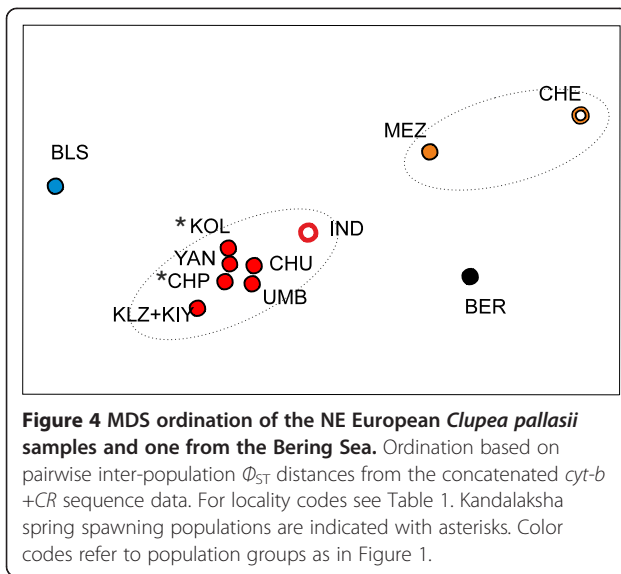 CHE
MEZ
BLS
*KOL
IND
YAN
CHU
*CHP
UMB
BER
KLZ+KIY
Figure 4 MDS ordination of the NE European Clupea pallasii
samples and one from the Bering Sea. Ordination based on
pairwise inter-population ΦST distances from the concatenated cyt-b
+CR sequence data. For locality codes see Table 1. Kandalaksha
spring spawning populations are indicated with asterisks. Color
codes refer to population groups as in Figure 1.